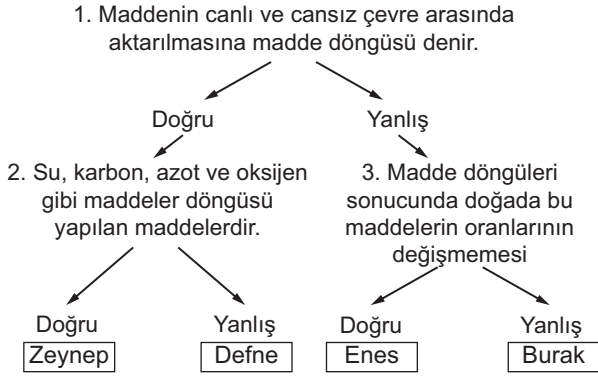 1. Maddenin canlı ve cansız çevre arasında
aktarılmasına madde döngüsü denir.
Doğru
Yanlış
2. Su, karbon, azot ve oksijen
gibi maddeler döngüsü
yapılan maddelerdir.
3. Madde döngüleri
sonucunda doğada bu
maddelerin oranlarının
değişmemesi
Doğru
Yanlış
Doğru
Yanlış
Zeynep
Defne
Enes
Burak